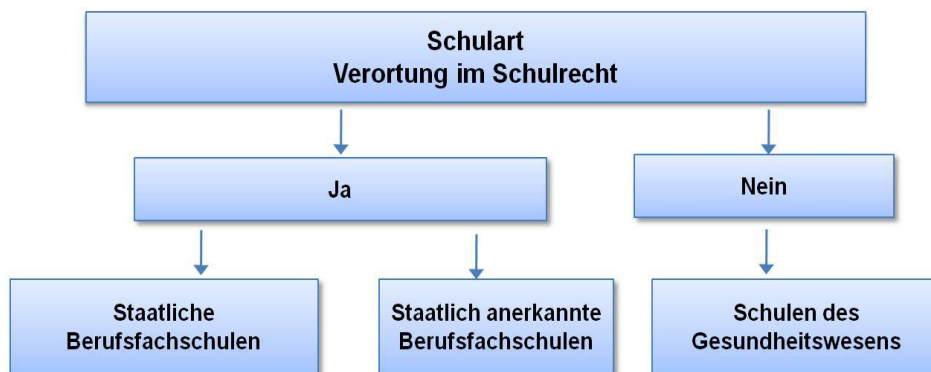 Schulart
Verortung im Schulrecht
Ja
Nein
Staatliche
Berufsfachschulen
Staatlich anerkannte
Berufsfachschulen
Schulen des
Gesundheitswesens